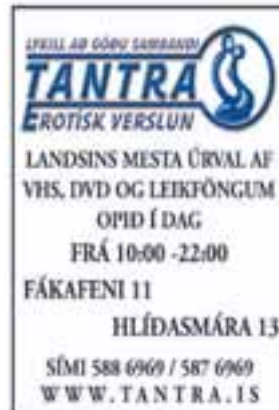 LYKILL AÐ GÓÐU SAMBANDI
TANTRA
EROTÍSK VERSLUN
LANDSINS MESTA ÚRVAL AF
VHS, DVD OG LEIKFÖNGUM
OPIÐ Í DAG
FRÁ 10:00 -22:00
FÁKAFENI 11
HLÍÐASMÁRA 13
SÍMI 588 6969 / 587 6969
WWW.TANTRA.IS